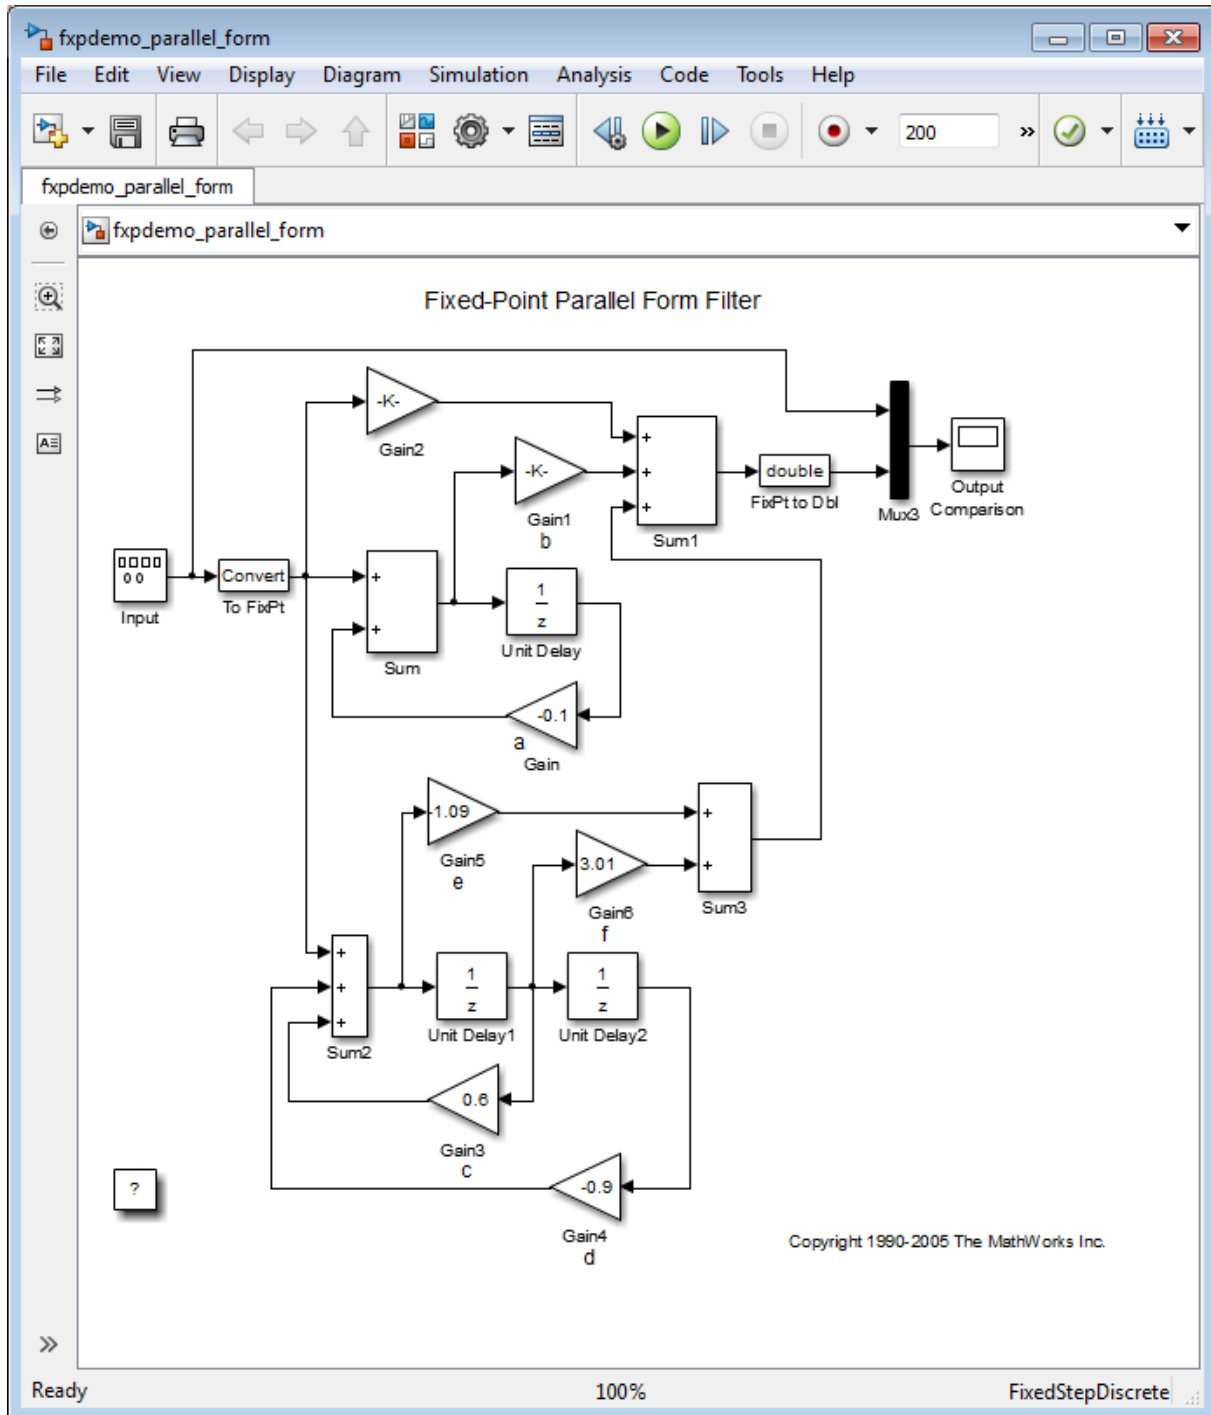 fxpdemo_parallel_form
File Edit View Display Diagram Simulation Analysis Code Tools Help
200
fxpdemo_parallel_form
fxpdemo_parallel_form
Fixed-Point Parallel Form Filter
-K-
Gain2
-K-
Gain1
b
+
+
+
Sum1
double
FixPt to Dbl
Mux3
Output
Comparison
Input
Convert
To FixPt
+
+
Sum
1
z
Unit Delay
-0.1
a
Gain
-1.09
Gain5
e
3.01
Gain6
f
+
+
Sum3
+
+
+
Sum2
1
z
Unit Delay1
1
z
Unit Delay2
0.6
Gain3
c
-0.9
Gain4
d
?
Copyright 1990-2005 The MathWorks Inc.
Ready 100% FixedStepDiscrete